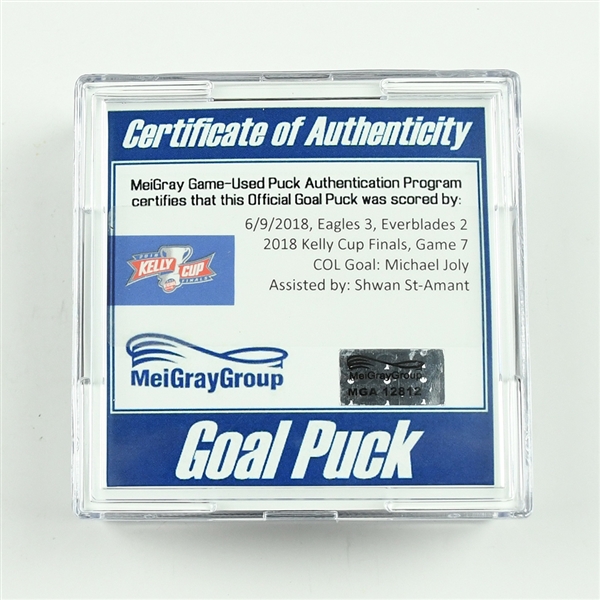 Certificate of Authenticity
MeiGray Game-Used Puck Authentication Program
certifies that this Official Goal Puck was scored by:
6/9/2018, Eagles 3, Everblades 2
2018 Kelly Cup Finals, Game 7
COL Goal: Michael Joly
Assisted by: Shwan St-Amant
2018
KELLY CUP
FINALS
MeiGrayGroup
MeiGrayGroup
MGA 12812
Goal Puck